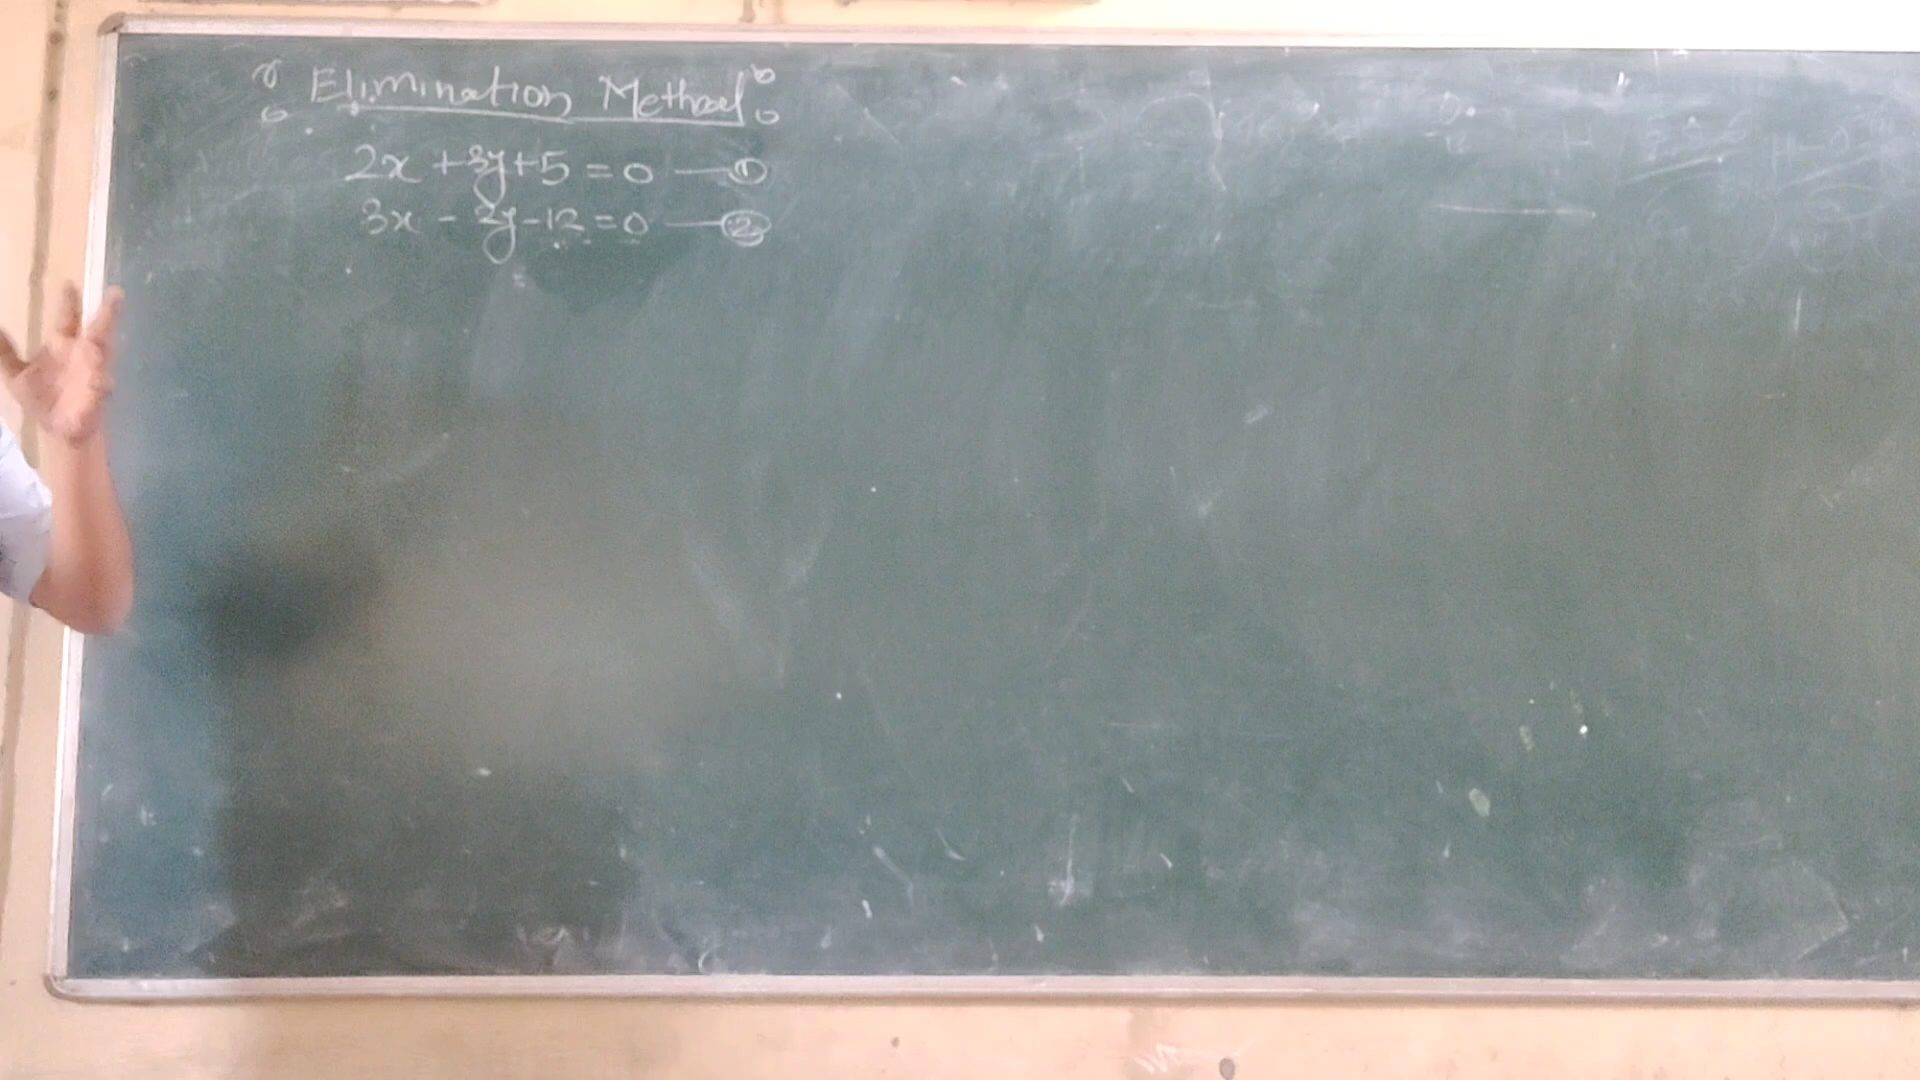 Elimination Method
2x + 3y + 5 = 0 — ①
3x - 2y - 12 = 0 — ②